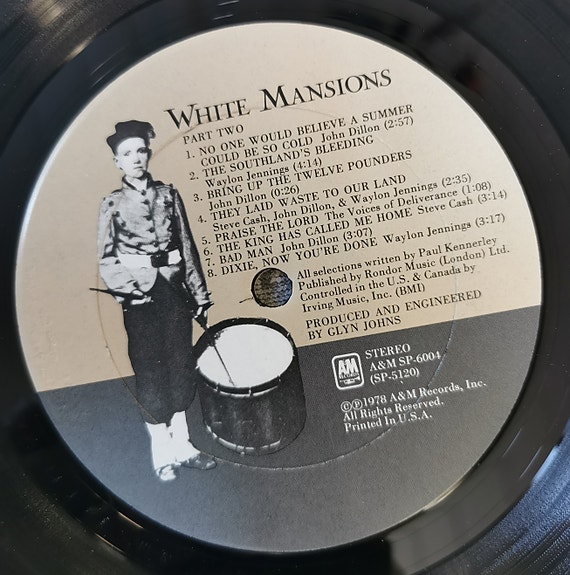 WHITE MANSIONS
PART TWO
1. NO ONE WOULD BELIEVE A SUMMER
COULD BE SO COLD John Dillon (2:57)
2. THE SOUTHLAND'S BLEEDING
Waylon Jennings (4:14)
3. BRING UP THE TWELVE POUNDERS
John Dillon (0:26)
4. THEY LAID WASTE TO OUR LAND
Steve Cash, John Dillon, & Waylon Jennings (2:35)
5. PRAISE THE LORD The Voices of Deliverance (1:08)
6. THE KING HAS CALLED ME HOME Steve Cash (3:14)
7. BAD MAN John Dillon (3:07)
8. DIXIE, NOW YOU'RE DONE Waylon Jennings (3:17)
All selections written by Paul Kennerley
Published by Rondor Music (London) Ltd.
Controlled in the U.S. & Canada by
Irving Music, Inc. (BMI)
PRODUCED AND ENGINEERED
BY GLYN JOHNS
A&M
RECORDS
STEREO
A&M SP-6004
(SP-5120)
©℗1978 A&M Records, Inc.
All Rights Reserved.
Printed in U.S.A.